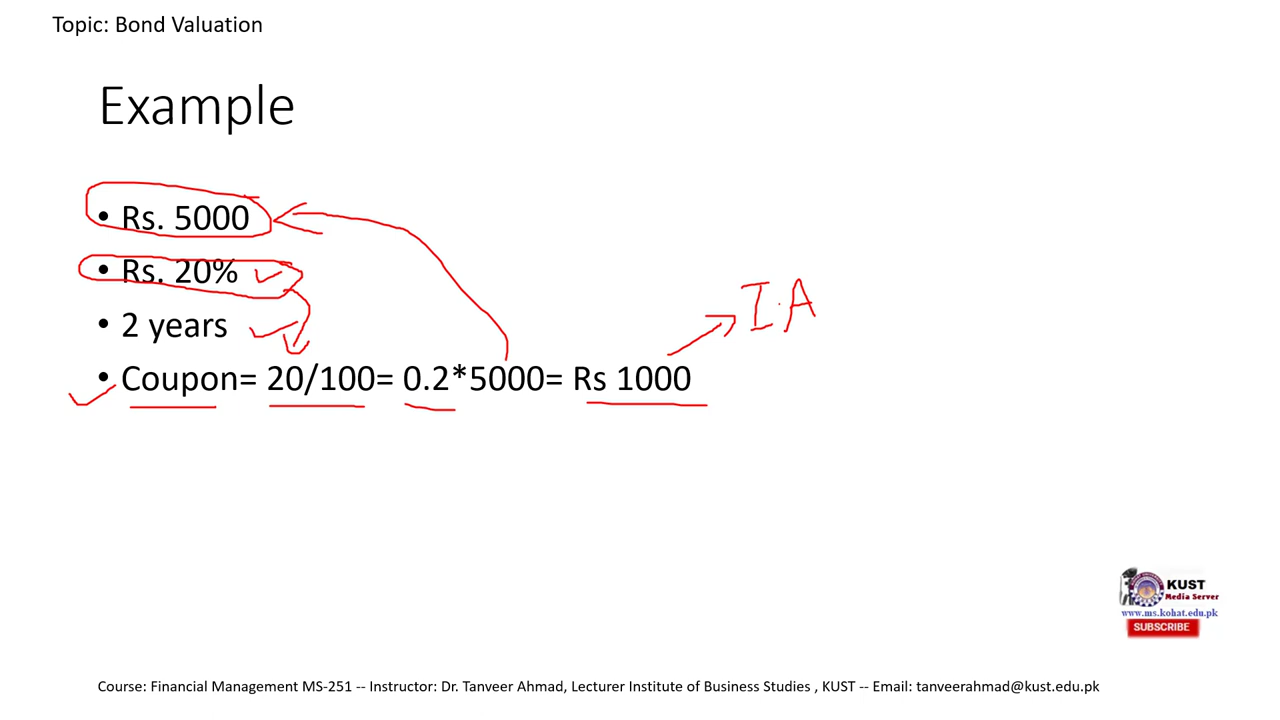 Topic: Bond Valuation
Example
• Rs. 5000
• Rs. 20%
• 2 years
• Coupon= 20/100= 0.2*5000= Rs 1000
I.A
KUST
Media Server
www.ms.kohat.edu.pk
SUBSCRIBE
Course: Financial Management MS-251 -- Instructor: Dr. Tanveer Ahmad, Lecturer Institute of Business Studies , KUST -- Email: tanveerahmad@kust.edu.pk